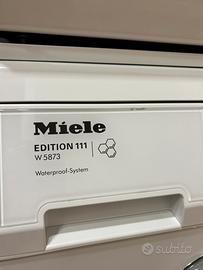 Miele
EDITION 111
W 5873
Waterproof-System
subito